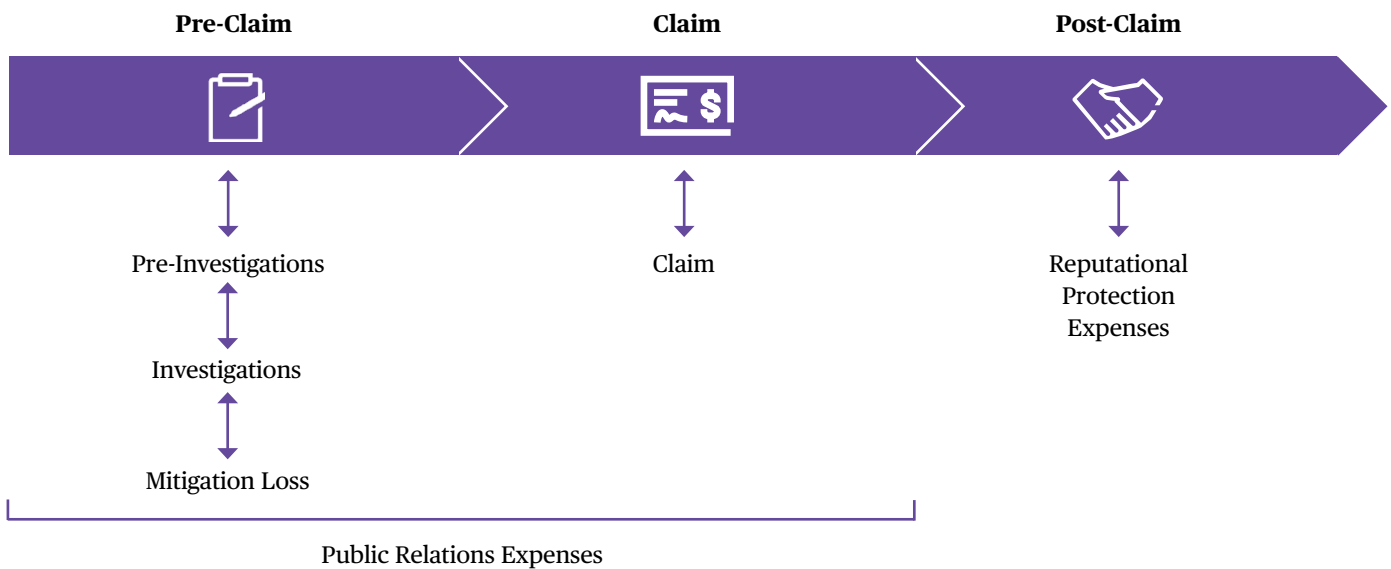 Pre-Claim
Claim
Post-Claim
$
Pre-Investigations
Claim
Reputational
Protection
Expenses
Investigations
Mitigation Loss
Public Relations Expenses